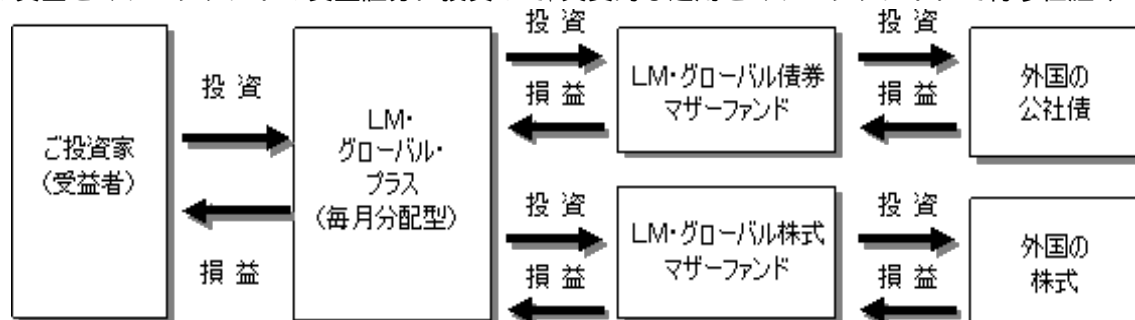 ご投資家
(受益者)
投 資
損 益
LM・
グローバル・
プラス
(毎月分配型)
投 資
損 益
LM・グローバル債券
マザーファンド
投 資
損 益
外国の
公社債
投 資
損 益
LM・グローバル株式
マザーファンド
投 資
損 益
外国の
株式